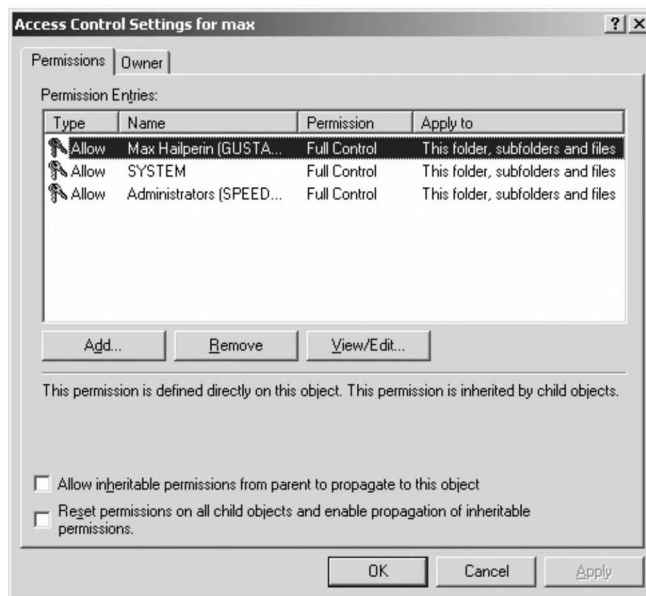 Access Control Settings for max
Permissions Owner
Permission Entries:
Type Name Permission Apply to
Allow Max Hailperin (GUSTA... Full Control This folder, subfolders and files
Allow SYSTEM Full Control This folder, subfolders and files
Allow Administrators (SPEED... Full Control This folder, subfolders and files
Add... Remove View/Edit...
This permission is defined directly on this object. This permission is inherited by child objects.
Allow inheritable permissions from parent to propagate to this object
Reset permissions on all child objects and enable propagation of inheritable
permissions.
OK Cancel Apply